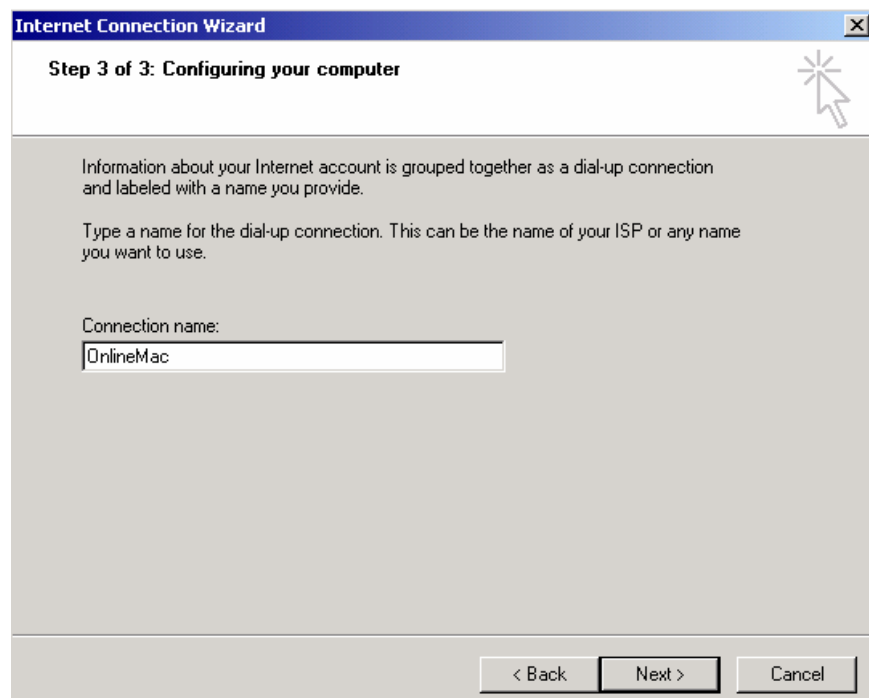 Internet Connection Wizard
Step 3 of 3: Configuring your computer
Information about your Internet account is grouped together as a dial-up connection
and labeled with a name you provide.
Type a name for the dial-up connection. This can be the name of your ISP or any name
you want to use.
Connection name:
OnlineMac
< Back Next > Cancel